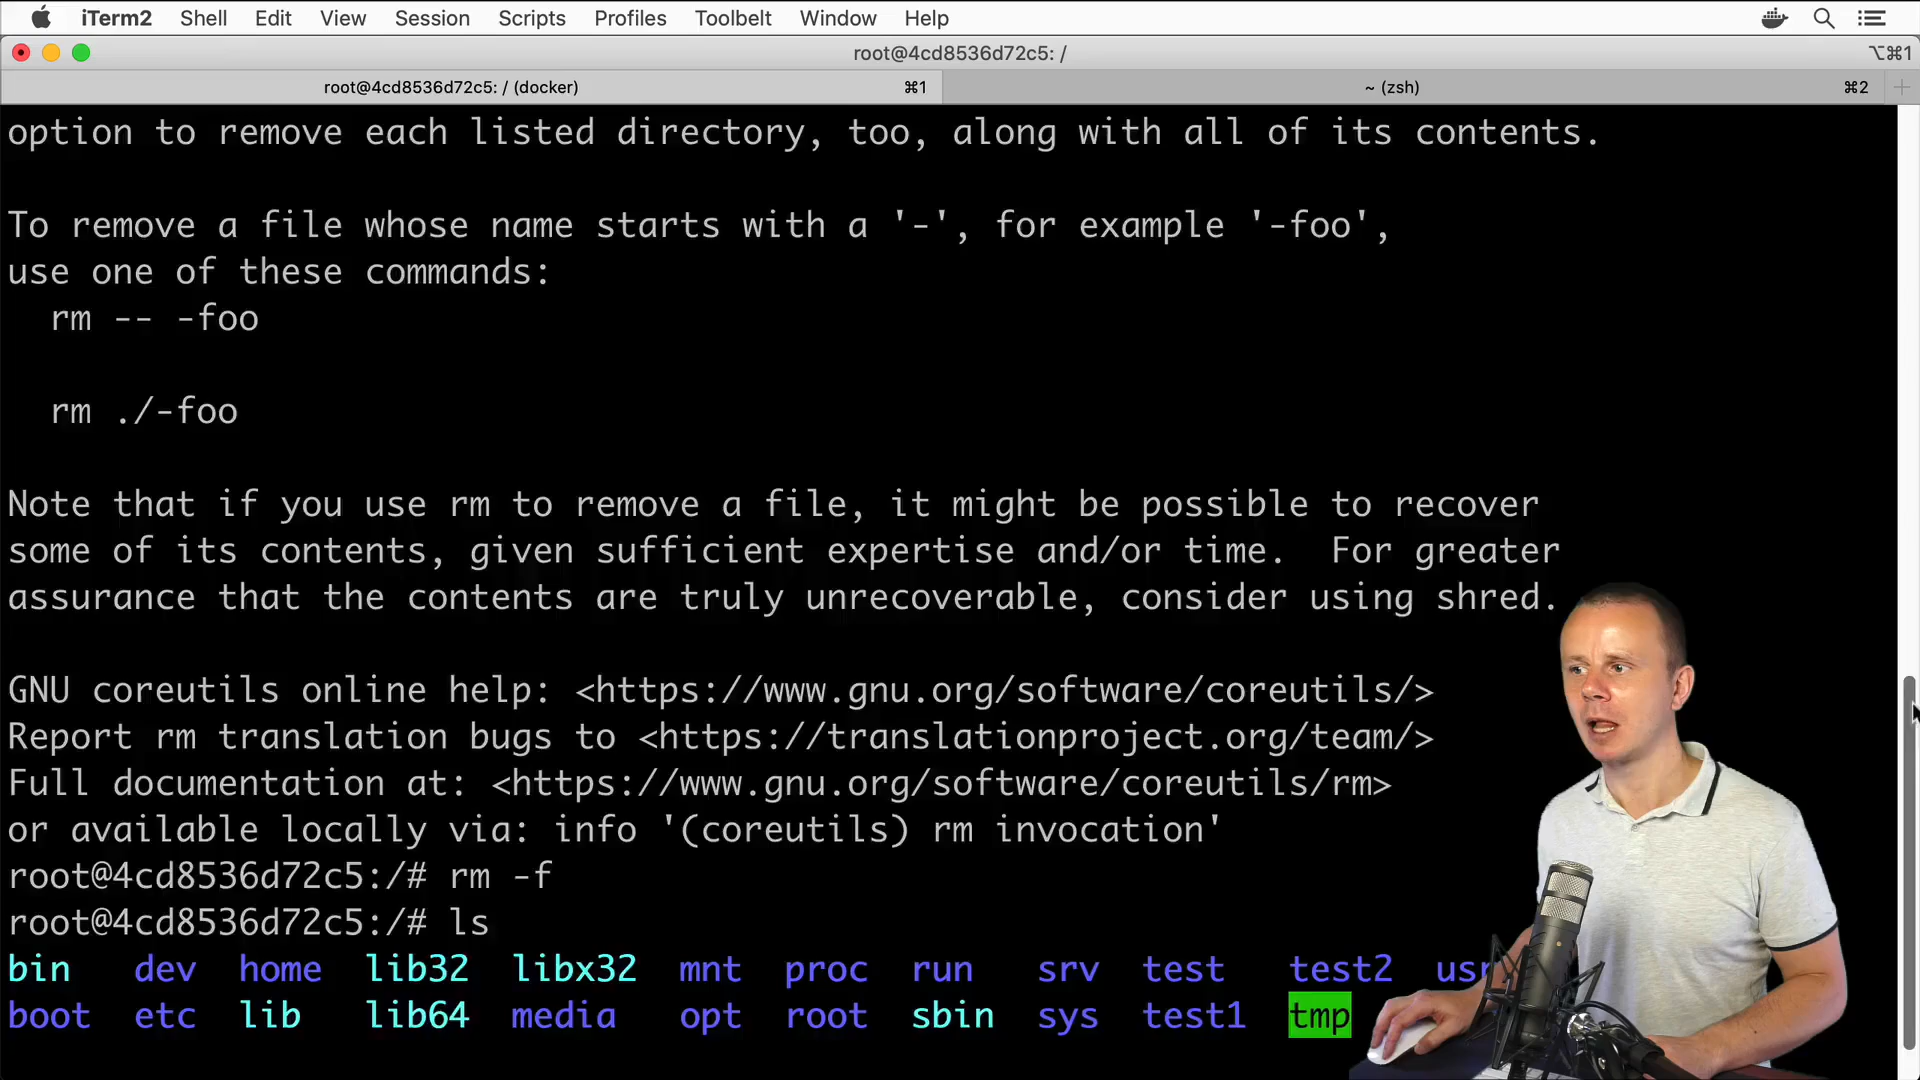 iTerm2 Shell Edit View Session Scripts Profiles Toolbelt Window Help
root@4cd8536d72c5: / ⌥⌘1
root@4cd8536d72c5: / (docker) ⌘1 ~ (zsh) ⌘2
option to remove each listed directory, too, along with all of its contents.
To remove a file whose name starts with a '-', for example '-foo',
use one of these commands:
rm -- -foo
rm ./-foo
Note that if you use rm to remove a file, it might be possible to recover
some of its contents, given sufficient expertise and/or time.  For greater
assurance that the contents are truly unrecoverable, consider using shred.
GNU coreutils online help: <https://www.gnu.org/software/coreutils/>
Report rm translation bugs to <https://translationproject.org/team/>
Full documentation at: <https://www.gnu.org/software/coreutils/rm>
or available locally via: info '(coreutils) rm invocation'
root@4cd8536d72c5:/# rm -f
root@4cd8536d72c5:/# ls
bin dev home lib32 libx32 mnt proc run srv test test2 usr
boot etc lib lib64 media opt root sbin sys test1 tmp